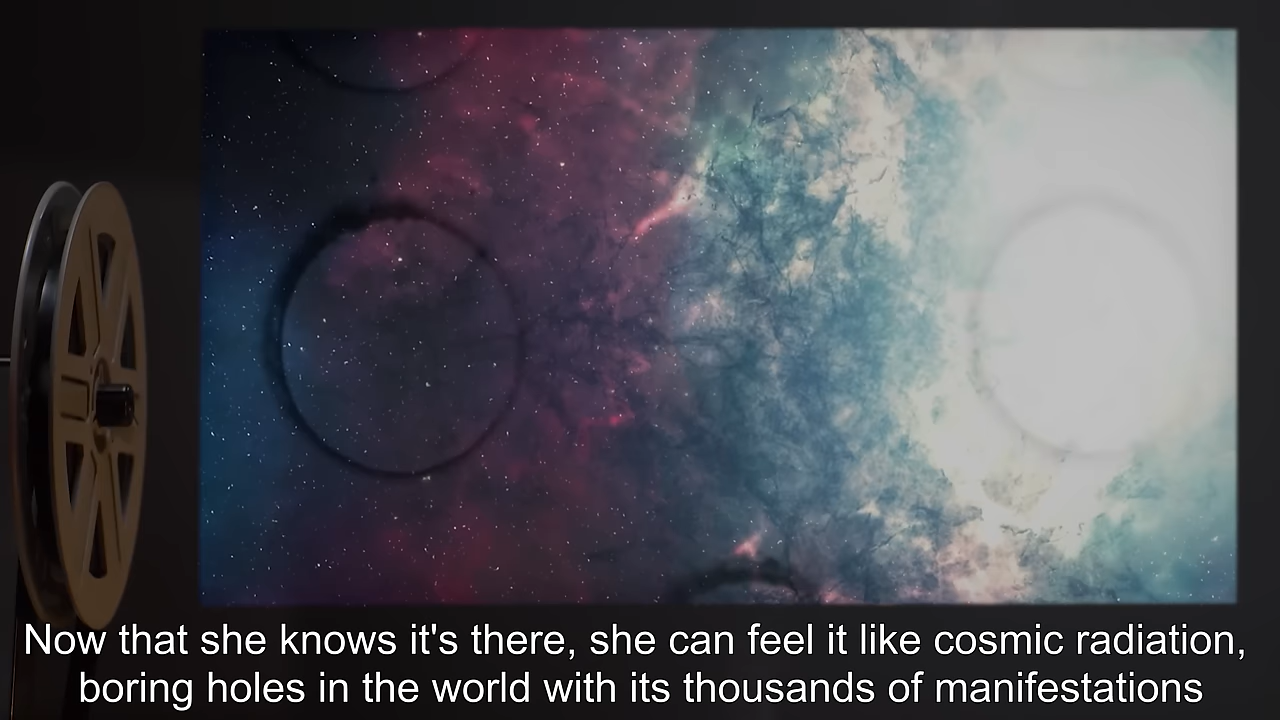 Now that she knows it's there, she can feel it like cosmic radiation,
boring holes in the world with its thousands of manifestations